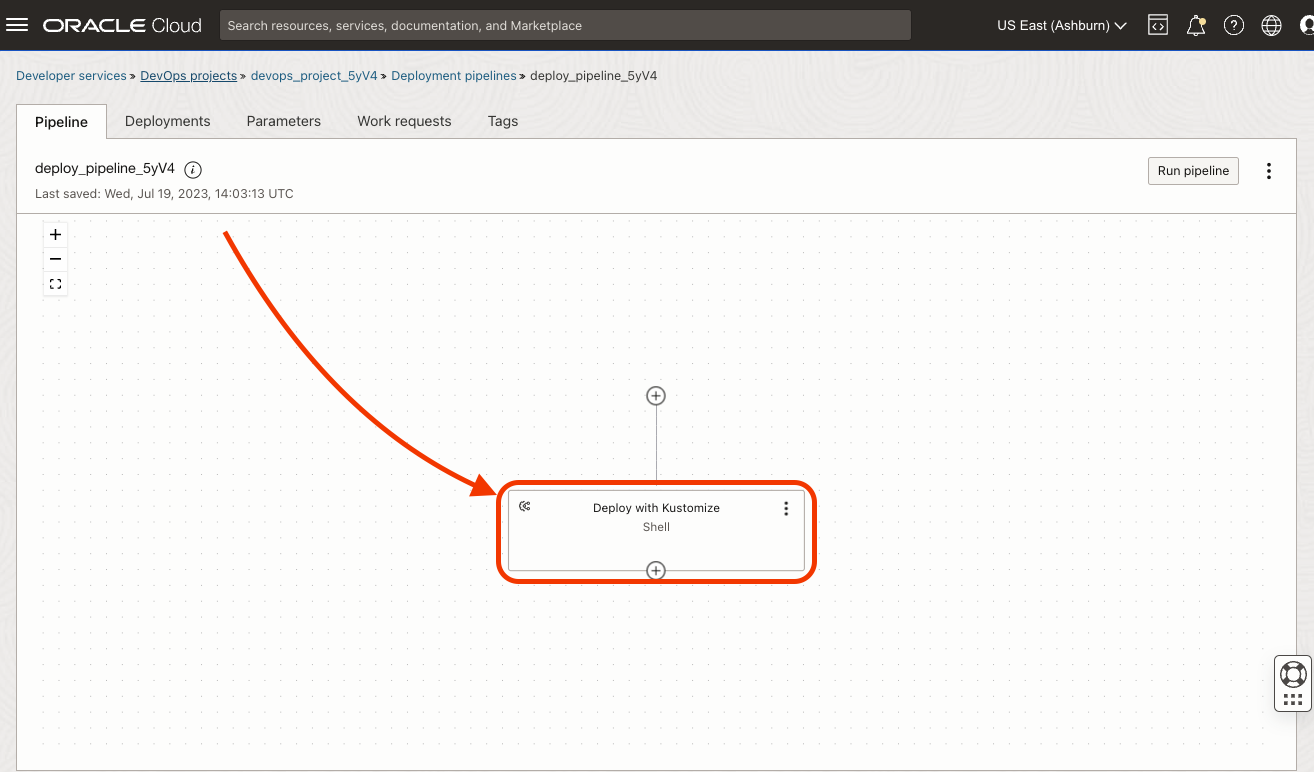 ORACLE Cloud
Search resources, services, documentation, and Marketplace
US East (Ashburn)
Developer services » DevOps projects » devops_project_5yV4 » Deployment pipelines » deploy_pipeline_5yV4
Pipeline Deployments Parameters Work requests Tags
deploy_pipeline_5yV4
Run pipeline
Last saved: Wed, Jul 19, 2023, 14:03:13 UTC
Deploy with Kustomize
Shell